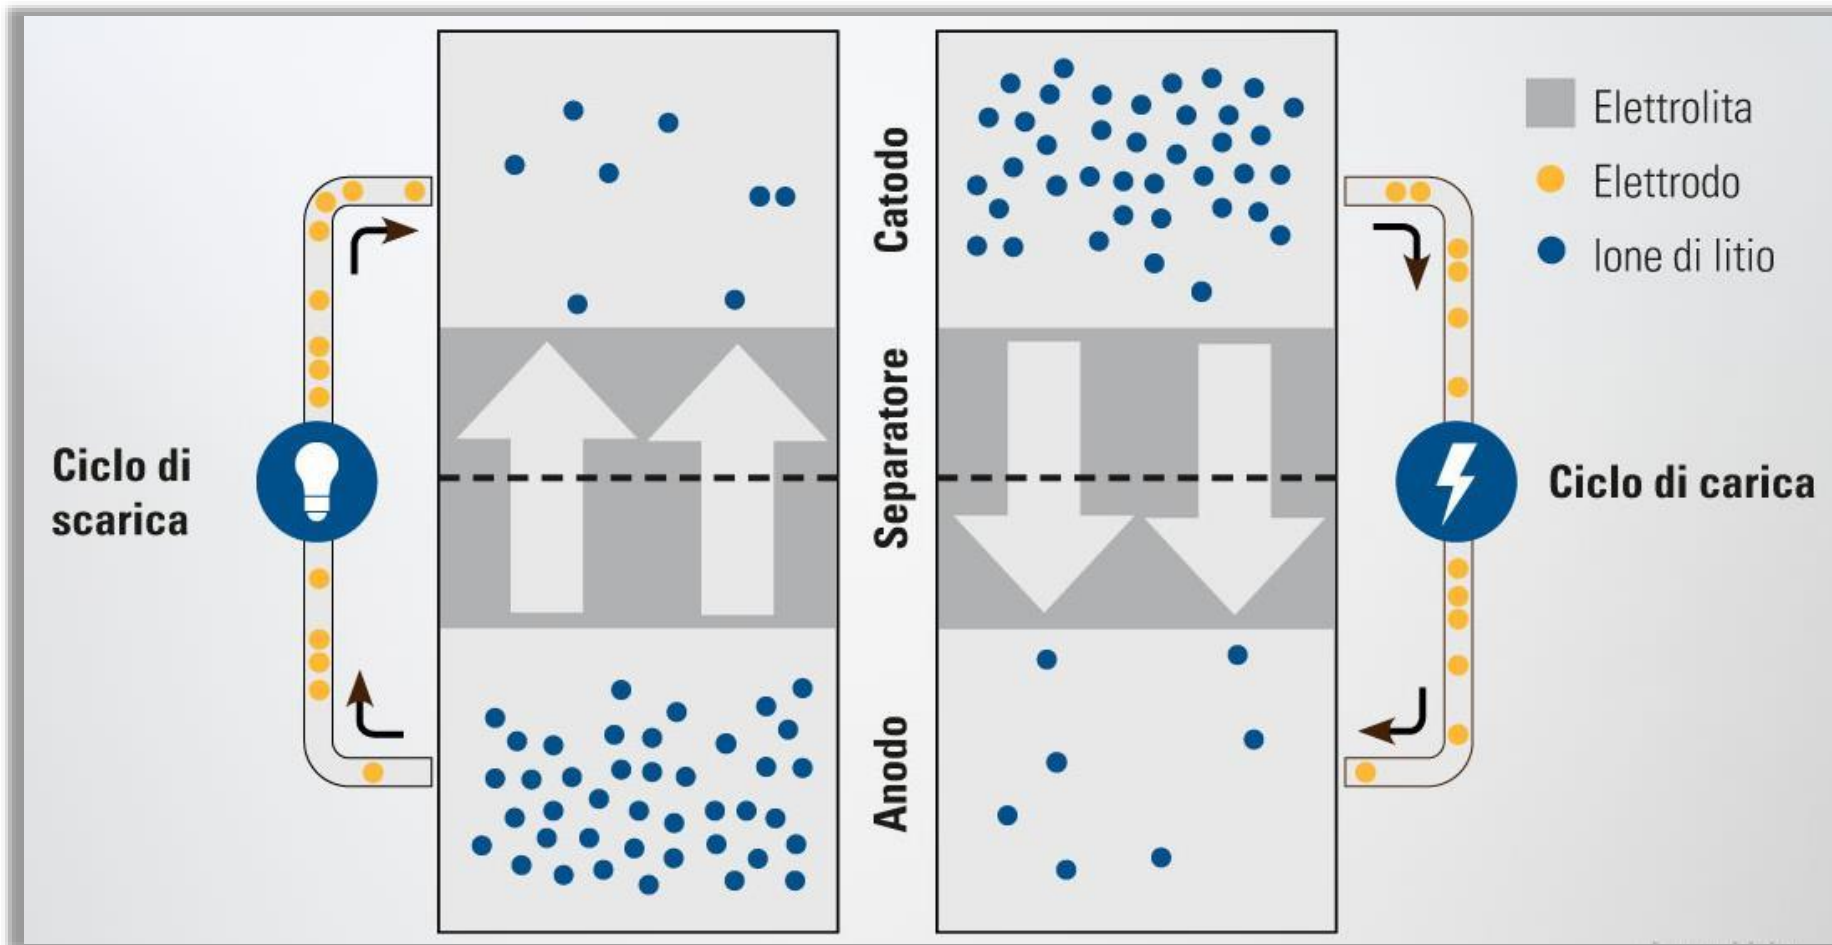 Ciclo di
scarica
Catodo
Separatore
Anodo
Ciclo di carica
Elettrolita
Elettrodo
Ione di litio